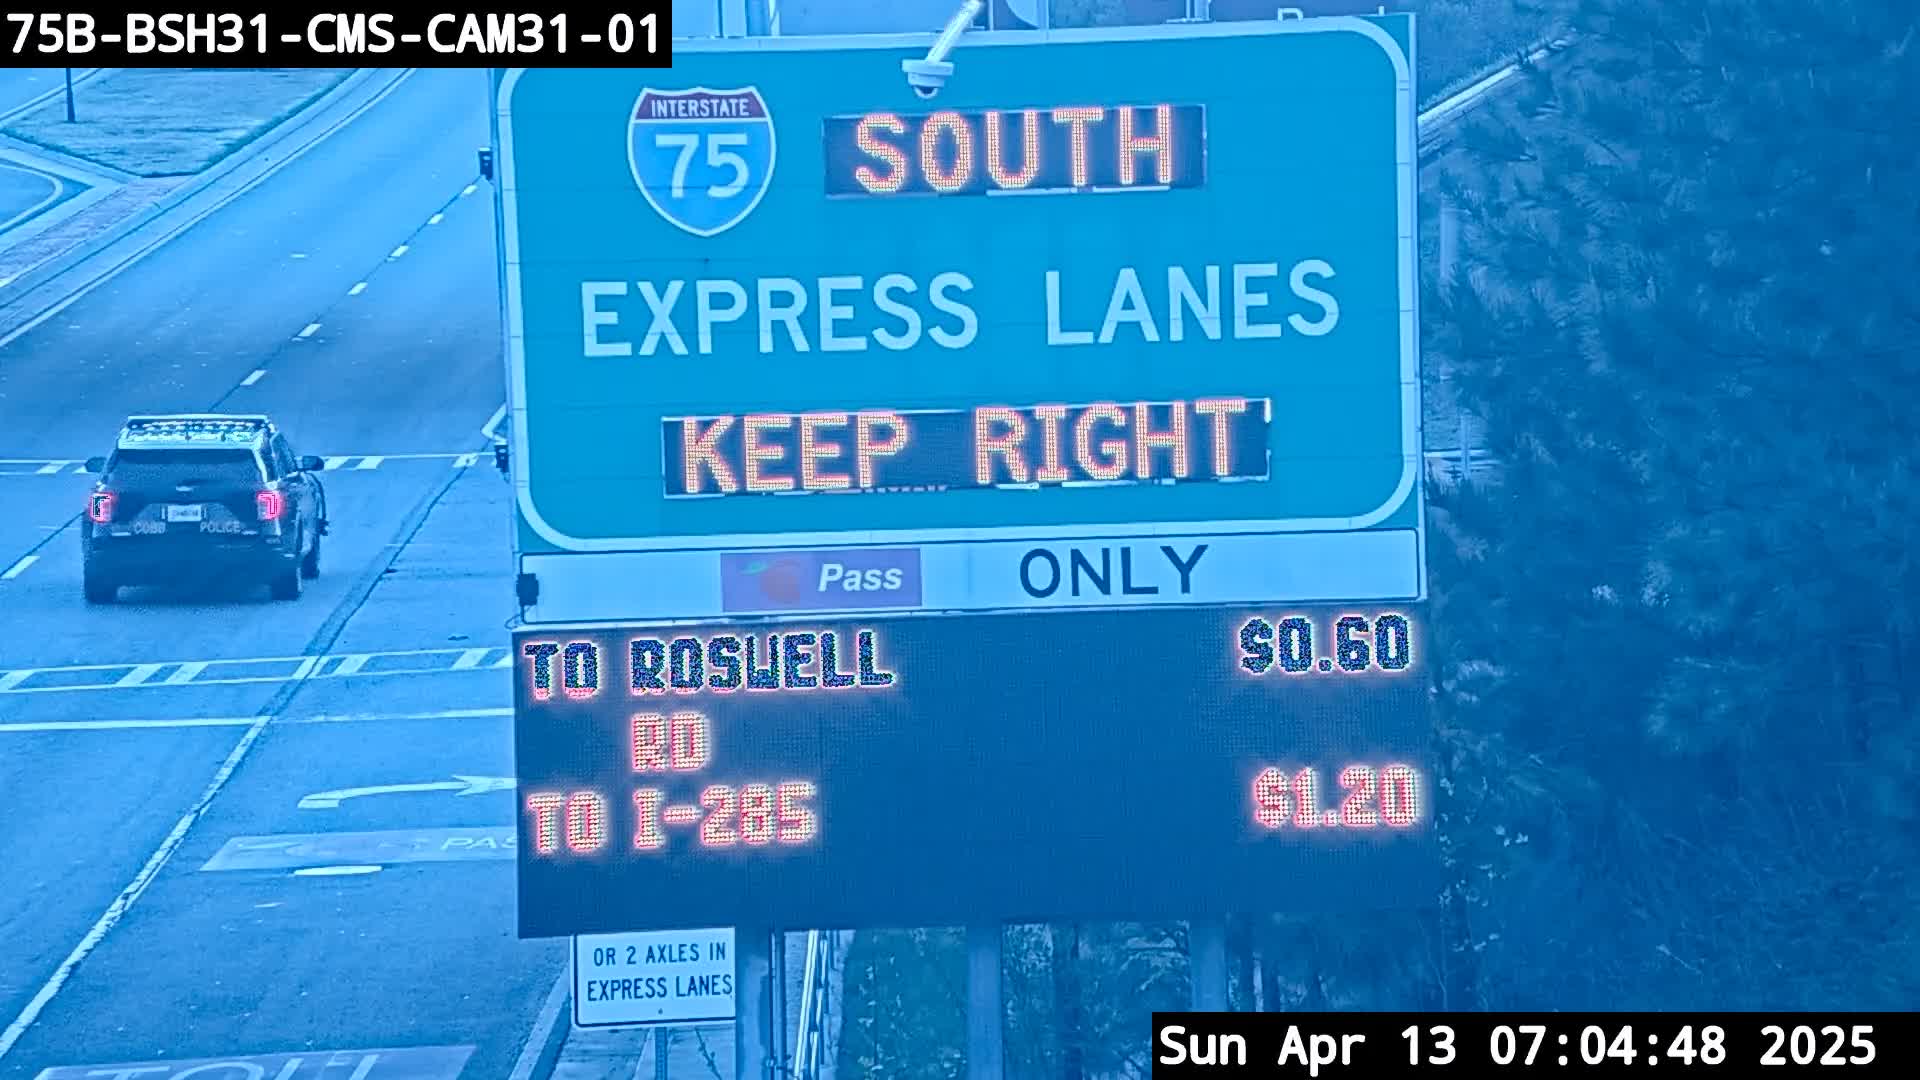 75B-BSH31-CMS-CAM31-01
INTERSTATE
75
SOUTH
EXPRESS LANES
KEEP RIGHT
Pass ONLY
TO ROSWELL $0.60
RD
TO I-285 $1.20
COBB POLICE
OR 2 AXLES IN
EXPRESS LANES
Sun Apr 13 07:04:48 2025